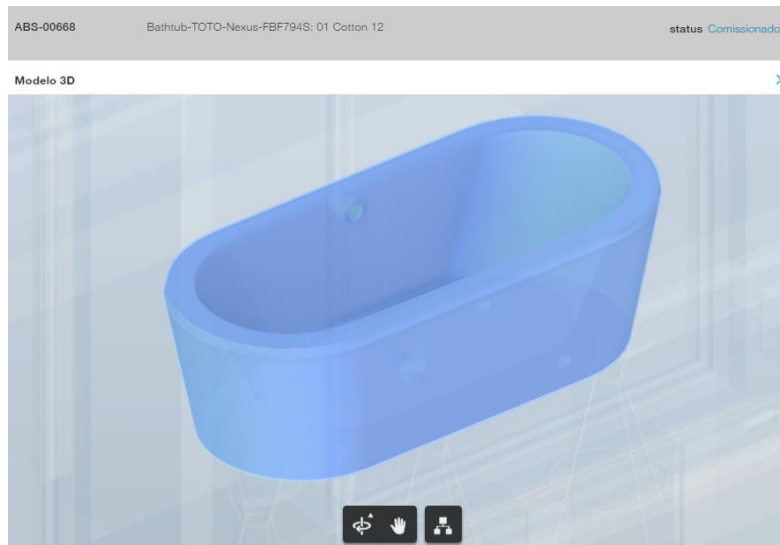 ABS-00668 Bathtub-TOTO-Nexus-FBF794S: 01 Cotton 12 status Comissionado
Modelo 3D